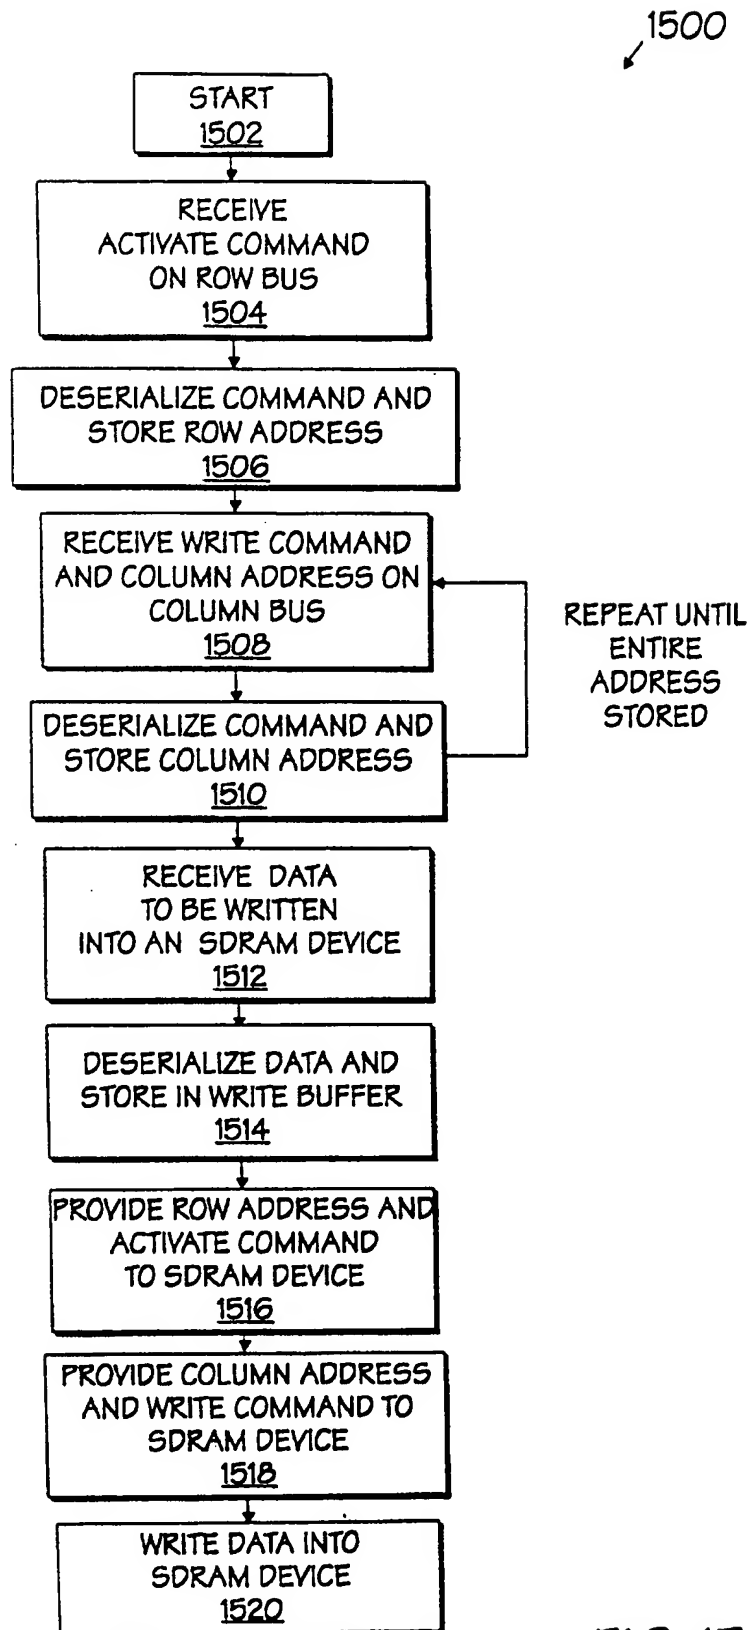 1500
START
1502
RECEIVE
ACTIVATE COMMAND
ON ROW BUS
1504
DESERIALIZE COMMAND AND
STORE ROW ADDRESS
1506
RECEIVE WRITE COMMAND
AND COLUMN ADDRESS ON
COLUMN BUS
1508
REPEAT UNTIL
ENTIRE
ADDRESS
STORED
DESERIALIZE COMMAND AND
STORE COLUMN ADDRESS
1510
RECEIVE DATA
TO BE WRITTEN
INTO AN SDRAM DEVICE
1512
DESERIALIZE DATA AND
STORE IN WRITE BUFFER
1514
PROVIDE ROW ADDRESS AND
ACTIVATE COMMAND
TO SDRAM DEVICE
1516
PROVIDE COLUMN ADDRESS
AND WRITE COMMAND TO
SDRAM DEVICE
1518
WRITE DATA INTO
SDRAM DEVICE
1520